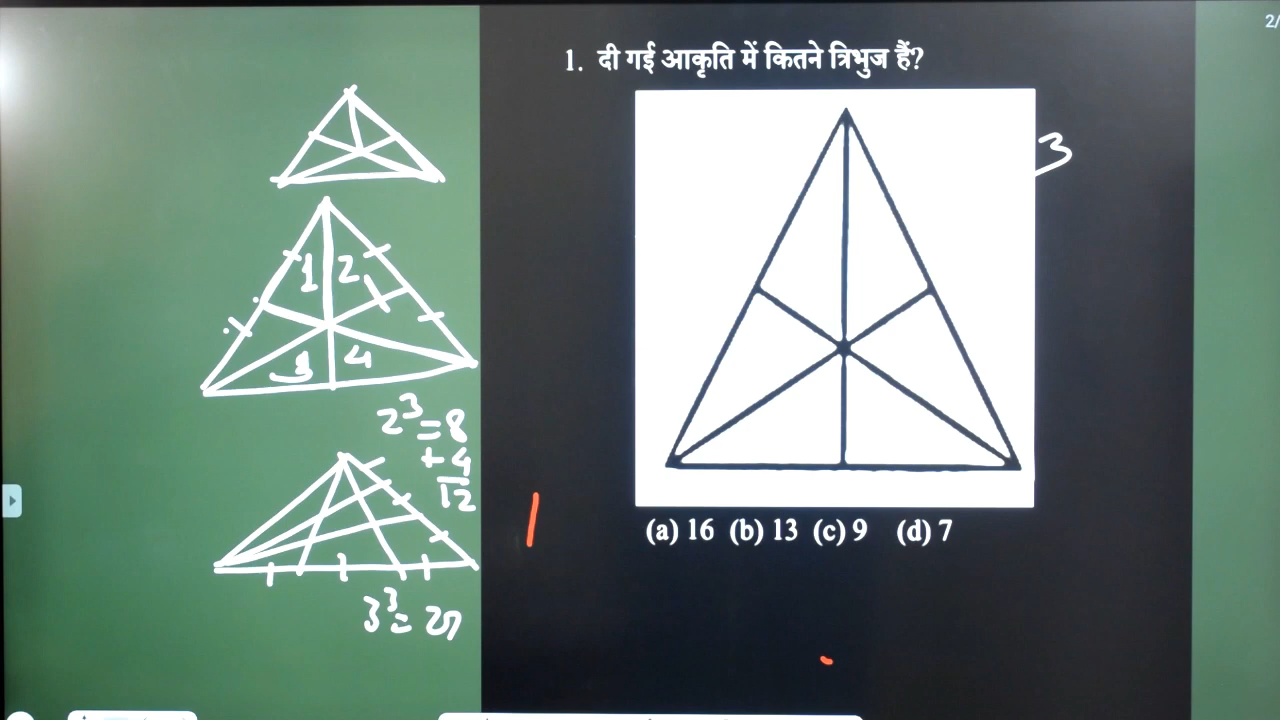 2/
1. दी गई आकृति में कितने त्रिभुज हैं?
3
1 2
3 4
2³ = 8
+ 4
12
3³ = 27
(a) 16 (b) 13 (c) 9 (d) 7